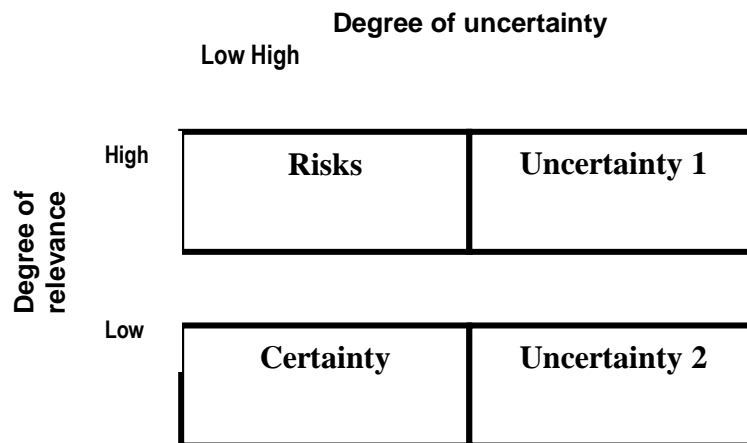 Degree of uncertainty
Low High
High
Risks
Uncertainty 1
Degree of
relevance
Low
Certainty
Uncertainty 2